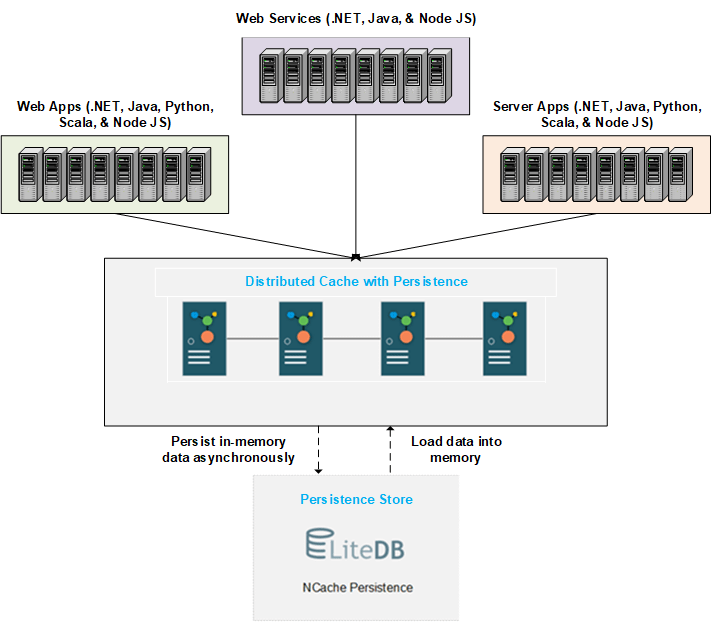 Web Services (.NET, Java, & Node JS)
Web Apps (.NET, Java, Python,
Scala, & Node JS)
Server Apps (.NET, Java, Python,
Scala, & Node JS)
Distributed Cache with Persistence
Persist in-memory
data asynchronously
Load data into
memory
Persistence Store
LiteDB
NCache Persistence